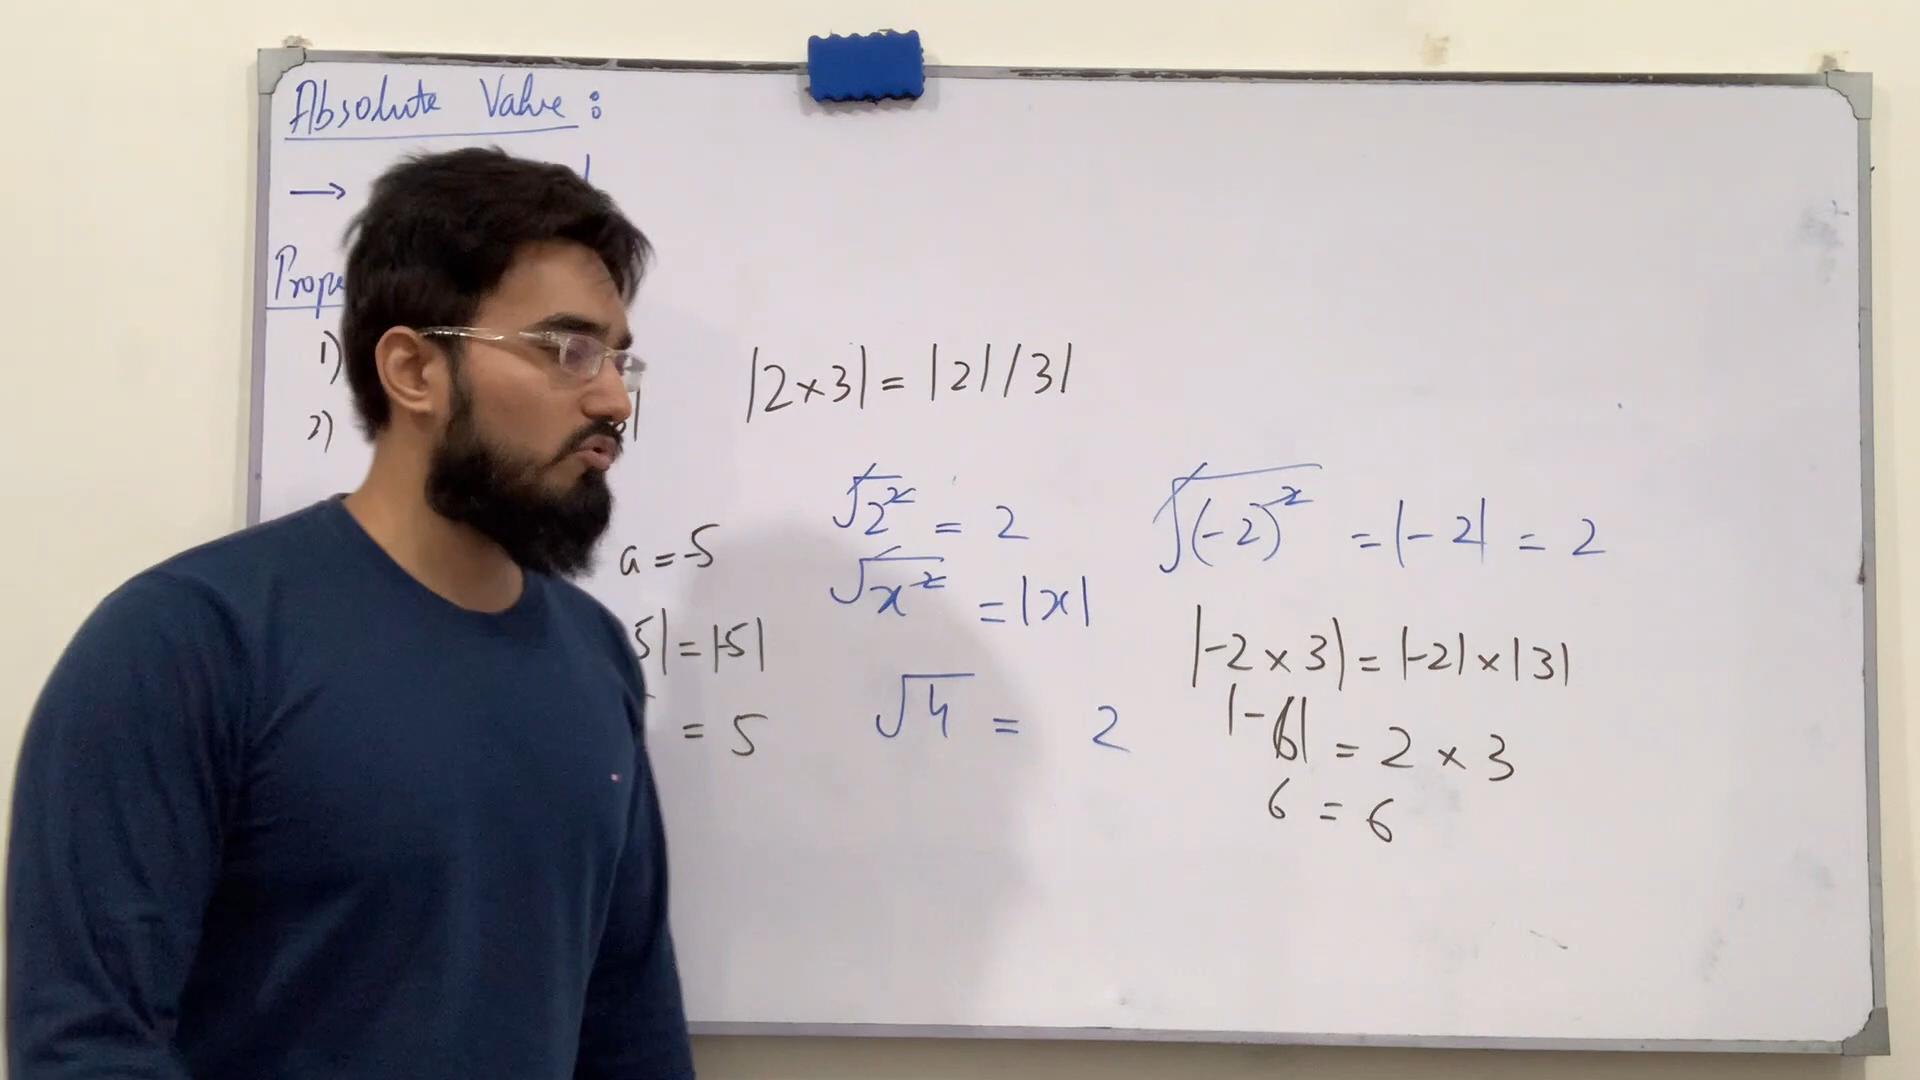 Absolute Value :
→
Prope
1)
2)
|2×3| = |2| |3|
a = -5
5| = |-5|
= 5
√2² = 2
√x² = |x|
√4 = 2
√(-2)² = |-2| = 2
|-2 × 3| = |-2| × |3|
|-6| = 2 × 3
6 = 6